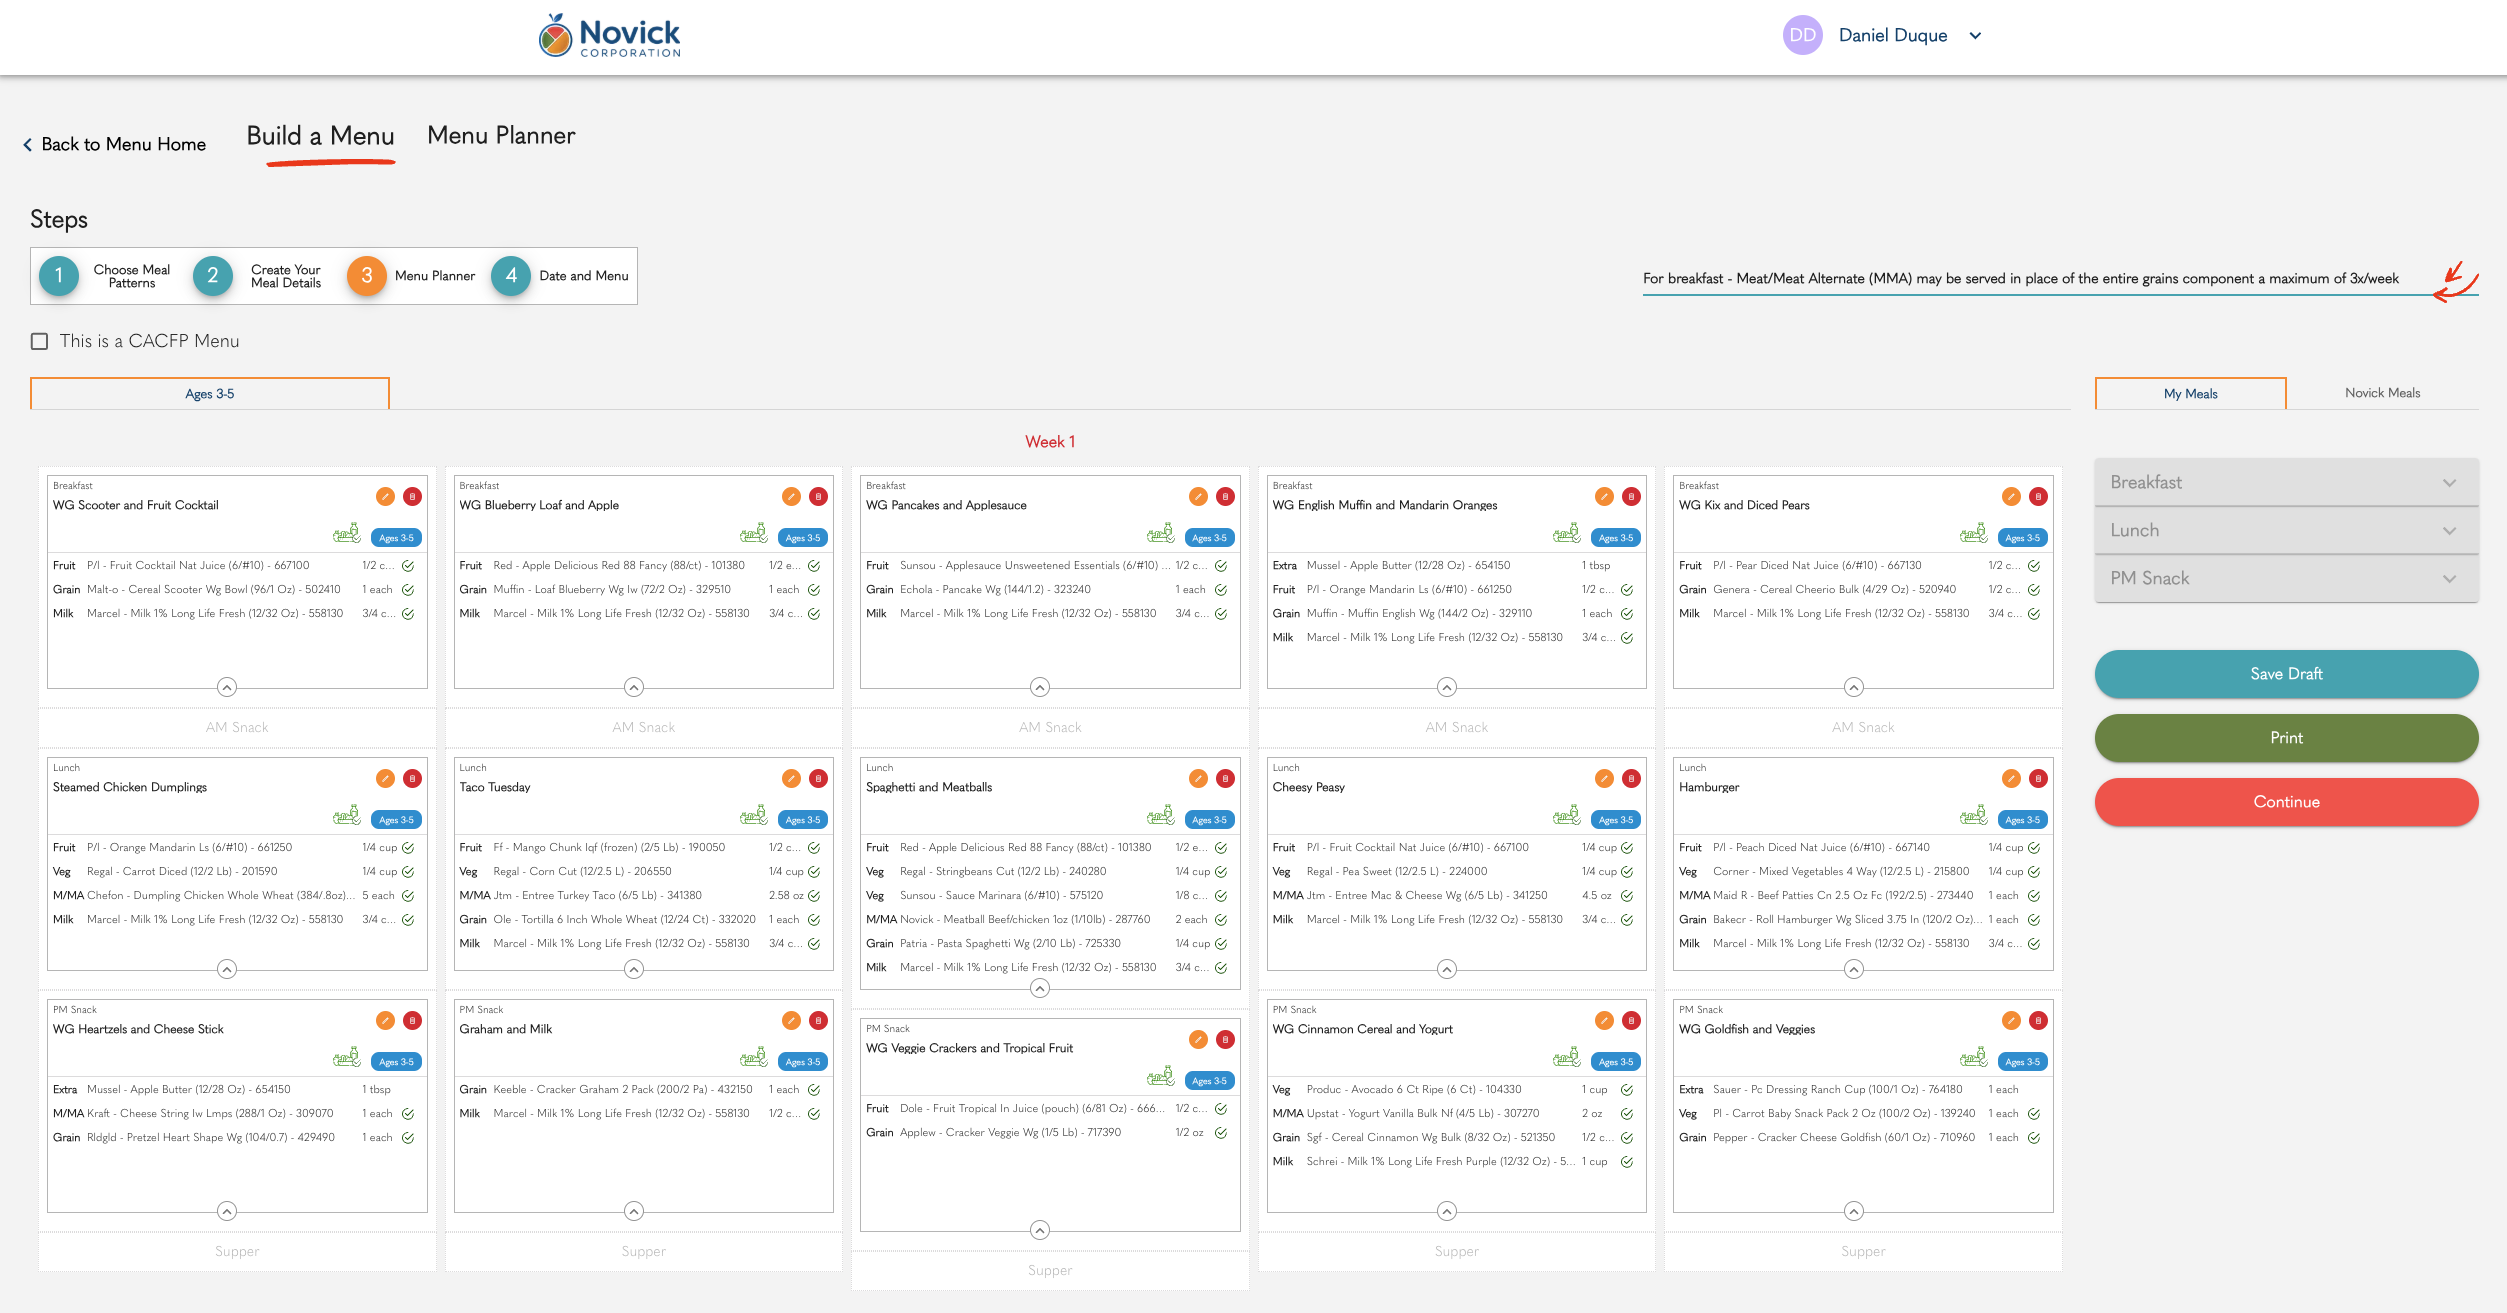 Novick
CORPORATION
DD Daniel Duque
Back to Menu Home
Build a Menu
Menu Planner
Steps
1 Choose Meal Patterns
2 Create Your Meal Details
3 Menu Planner
4 Date and Menu
For breakfast - Meat/Meat Alternate (MMA) may be served in place of the entire grains component a maximum of 3x/week
This is a CACFP Menu
Ages 3-5
My Meals
Novick Meals
Week 1
Breakfast
WG Scooter and Fruit Cocktail
Ages 3-5
Fruit P/l - Fruit Cocktail Nat Juice (6/#10) - 667100 1/2 c...
Grain Malt-o - Cereal Scooter Wg Bowl (96/1 Oz) - 502410 1 each
Milk Marcel - Milk 1% Long Life Fresh (12/32 Oz) - 558130 3/4 c...
Breakfast
WG Blueberry Loaf and Apple
Ages 3-5
Fruit Red - Apple Delicious Red 88 Fancy (88/ct) - 101380 1/2 e...
Grain Muffin - Loaf Blueberry Wg Iw (72/2 Oz) - 329510 1 each
Milk Marcel - Milk 1% Long Life Fresh (12/32 Oz) - 558130 3/4 c...
Breakfast
WG Pancakes and Applesauce
Ages 3-5
Fruit Sunsou - Applesauce Unsweetened Essentials (6/#10) ... 1/2 c...
Grain Echola - Pancake Wg (144/1.2) - 323240 1 each
Milk Marcel - Milk 1% Long Life Fresh (12/32 Oz) - 558130 3/4 c...
Breakfast
WG English Muffin and Mandarin Oranges
Ages 3-5
Extra Mussel - Apple Butter (12/28 Oz) - 654150 1 tbsp
Fruit P/l - Orange Mandarin Ls (6/#10) - 661250 1/2 c...
Grain Muffin - Muffin English Wg (144/2 Oz) - 329110 1 each
Milk Marcel - Milk 1% Long Life Fresh (12/32 Oz) - 558130 3/4 c...
Breakfast
WG Kix and Diced Pears
Ages 3-5
Fruit P/l - Pear Diced Nat Juice (6/#10) - 667130 1/2 c...
Grain Genera - Cereal Cheerio Bulk (4/29 Oz) - 520940 1/2 c...
Milk Marcel - Milk 1% Long Life Fresh (12/32 Oz) - 558130 3/4 c...
AM Snack
AM Snack
AM Snack
AM Snack
AM Snack
Lunch
Steamed Chicken Dumplings
Ages 3-5
Fruit P/l - Orange Mandarin Ls (6/#10) - 661250 1/4 cup
Veg Regal - Carrot Diced (12/2 Lb) - 201590 1/4 cup
M/MA Chefon - Dumpling Chicken Whole Wheat (384/.8oz)... 5 each
Milk Marcel - Milk 1% Long Life Fresh (12/32 Oz) - 558130 3/4 c...
Lunch
Taco Tuesday
Ages 3-5
Fruit Ff - Mango Chunk Iqf (frozen) (2/5 Lb) - 190050 1/2 c...
Veg Regal - Corn Cut (12/2.5 L) - 206550 1/4 cup
M/MA Jtm - Entree Turkey Taco (6/5 Lb) - 341380 2.58 oz
Grain Ole - Tortilla 6 Inch Whole Wheat (12/24 Ct) - 332020 1 each
Milk Marcel - Milk 1% Long Life Fresh (12/32 Oz) - 558130 3/4 c...
Lunch
Spaghetti and Meatballs
Ages 3-5
Fruit Red - Apple Delicious Red 88 Fancy (88/ct) - 101380 1/2 e...
Veg Regal - Stringbeans Cut (12/2 Lb) - 240280 1/4 cup
Veg Sunsou - Sauce Marinara (6/#10) - 575120 1/8 c...
M/MA Novick - Meatball Beef/chicken 1oz (1/10lb) - 287760 2 each
Grain Patria - Pasta Spaghetti Wg (2/10 Lb) - 725330 1/4 cup
Milk Marcel - Milk 1% Long Life Fresh (12/32 Oz) - 558130 3/4 c...
Lunch
Cheesy Peasy
Ages 3-5
Fruit P/l - Fruit Cocktail Nat Juice (6/#10) - 667100 1/4 cup
Veg Regal - Pea Sweet (12/2.5 L) - 224000 1/4 cup
M/MA Jtm - Entree Mac & Cheese Wg (6/5 Lb) - 341250 4.5 oz
Milk Marcel - Milk 1% Long Life Fresh (12/32 Oz) - 558130 3/4 c...
Lunch
Hamburger
Ages 3-5
Fruit P/l - Peach Diced Nat Juice (6/#10) - 667140 1/4 cup
Veg Corner - Mixed Vegetables 4 Way (12/2.5 L) - 215800 1/4 cup
M/MA Maid R - Beef Patties Cn 2.5 Oz Fc (192/2.5) - 273440 1 each
Grain Bakecr - Roll Hamburger Wg Sliced 3.75 In (120/2 Oz)... 1 each
Milk Marcel - Milk 1% Long Life Fresh (12/32 Oz) - 558130 3/4 c...
PM Snack
WG Heartzels and Cheese Stick
Ages 3-5
Extra Mussel - Apple Butter (12/28 Oz) - 654150 1 tbsp
M/MA Kraft - Cheese String Iw Lmps (288/1 Oz) - 309070 1 each
Grain Rldgld - Pretzel Heart Shape Wg (104/0.7) - 429490 1 each
PM Snack
Graham and Milk
Ages 3-5
Grain Keeble - Cracker Graham 2 Pack (200/2 Pa) - 432150 1 each
Milk Marcel - Milk 1% Long Life Fresh (12/32 Oz) - 558130 1/2 c...
PM Snack
WG Veggie Crackers and Tropical Fruit
Ages 3-5
Fruit Dole - Fruit Tropical In Juice (pouch) (6/81 Oz) - 666... 1/2 c...
Grain Applew - Cracker Veggie Wg (1/5 Lb) - 717390 1/2 oz
PM Snack
WG Cinnamon Cereal and Yogurt
Ages 3-5
Veg Produc - Avocado 6 Ct Ripe (6 Ct) - 104330 1 cup
M/MA Upstat - Yogurt Vanilla Bulk Nf (4/5 Lb) - 307270 2 oz
Grain Sgf - Cereal Cinnamon Wg Bulk (8/32 Oz) - 521350 1/2 c...
Milk Schrei - Milk 1% Long Life Fresh Purple (12/32 Oz) - 5... 1 cup
PM Snack
WG Goldfish and Veggies
Ages 3-5
Extra Sauer - Pc Dressing Ranch Cup (100/1 Oz) - 764180 1 each
Veg Pl - Carrot Baby Snack Pack 2 Oz (100/2 Oz) - 139240 1 each
Grain Pepper - Cracker Cheese Goldfish (60/1 Oz) - 710960 1 each
Supper
Supper
Supper
Supper
Supper
Breakfast
Lunch
PM Snack
Save Draft
Print
Continue